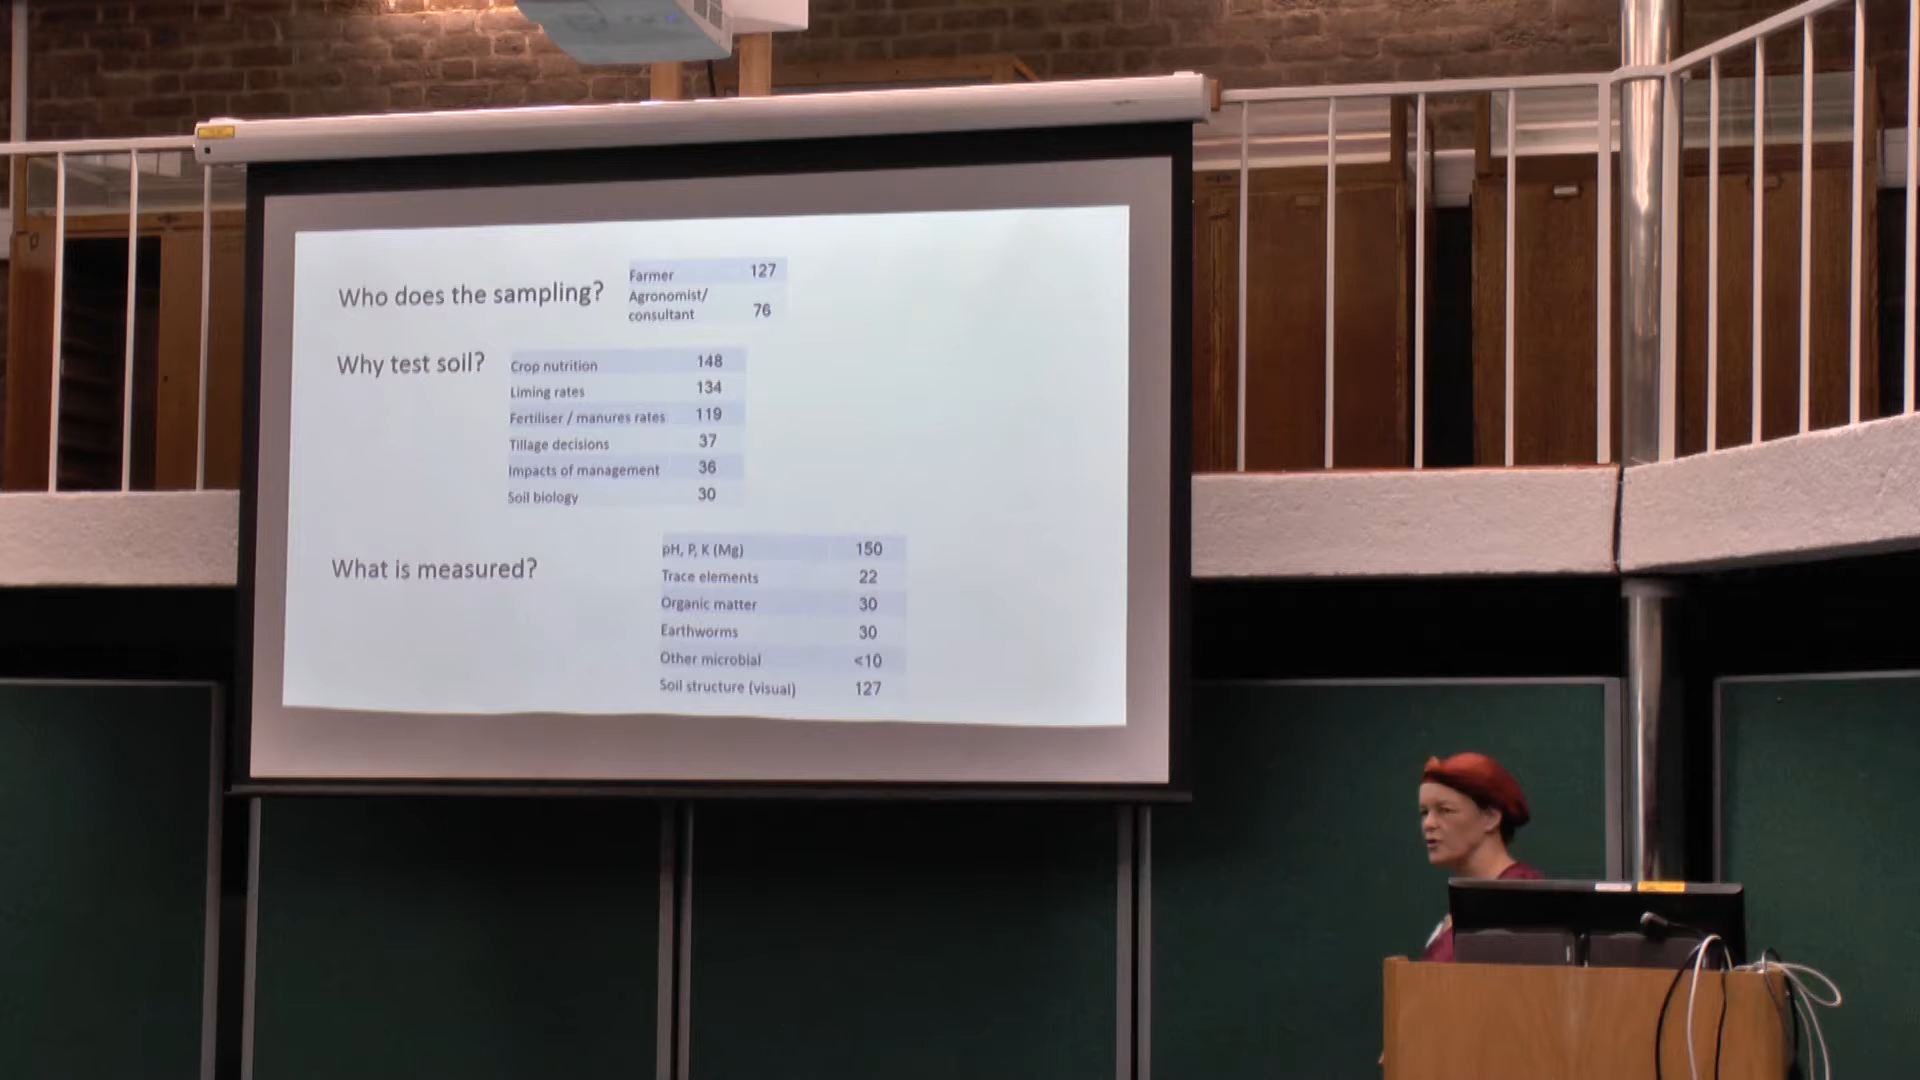 Who does the sampling?
Farmer 127
Agronomist/
consultant 76
Why test soil?
Crop nutrition 148
Liming rates 134
Fertiliser / manures rates 119
Tillage decisions 37
Impacts of management 36
Soil biology 30
What is measured?
pH, P, K (Mg) 150
Trace elements 22
Organic matter 30
Earthworms 30
Other microbial <10
Soil structure (visual) 127